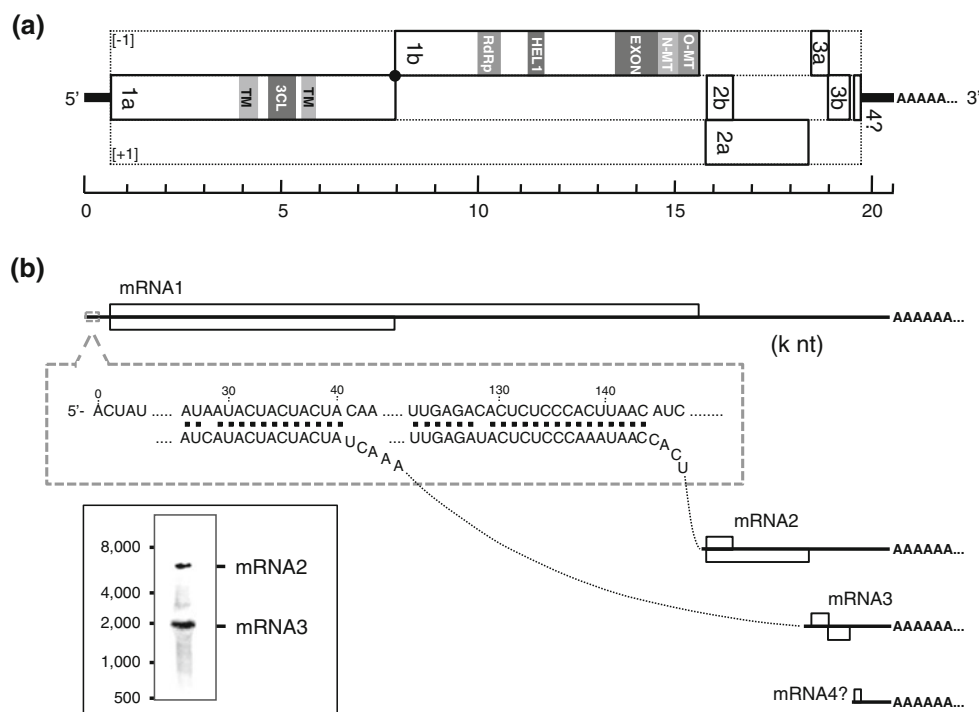 (a)
[-1]
1b
RdRp
HEL1
EXON
N-MT
O-MT
3a
5'
1a
TM
3CL
TM
2b
3b
4?
AAAAA...
3'
[+1]
2a
0 5 10 15 20
(b)
mRNA1
AAAAAA...
(k nt)
0 30 40 130 140
5'- ACUAU ..... AUAAUACUACUACUA CAA ..... UUGAGACACUCUCCCACUUAAC AUC ........
.... AUCAUACUACUACUAUCAAA .... UUGAGAUACUCUCCCAAAUAACCACU
mRNA2
AAAAAA...
8,000
mRNA2
4,000
mRNA3
AAAAAA...
2,000
mRNA3
1,000
mRNA4?
AAAAAA...
500